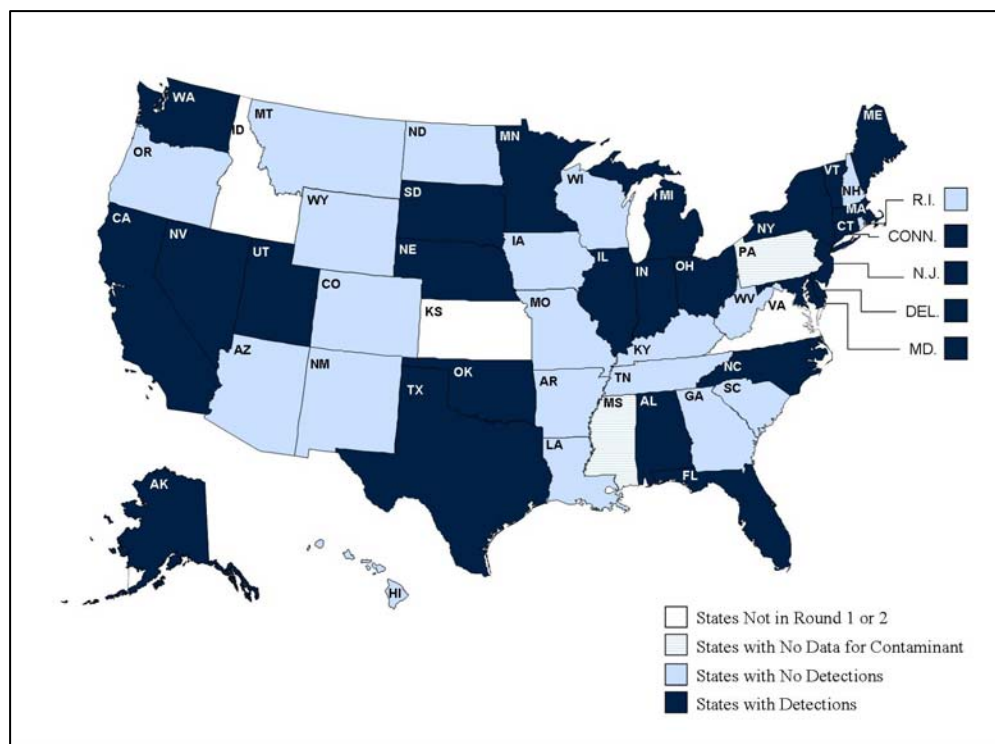 WA
ID
MT
ND
MN
ME
OR
VT
NH
WI
MI
SD
WY
NY
MA
R.I.
CT
CONN.
CA
NV
UT
NE
IA
IL
IN
OH
PA
N.J.
CO
KS
MO
WV
VA
DEL.
KY
MD.
AZ
NM
OK
AR
TN
NC
TX
MS
AL
GA
SC
LA
FL
AK
HI
States Not in Round 1 or 2
States with No Data for Contaminant
States with No Detections
States with Detections